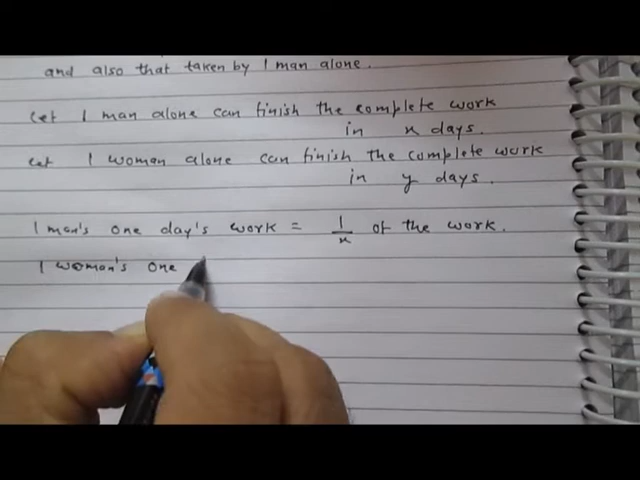 and also that taken by 1 man alone.
Let 1 man alone can finish the complete work
in x days.
Let 1 woman alone can finish the complete work
in y days.
1 man's one day's work = 1/x of the work.
1 woman's one